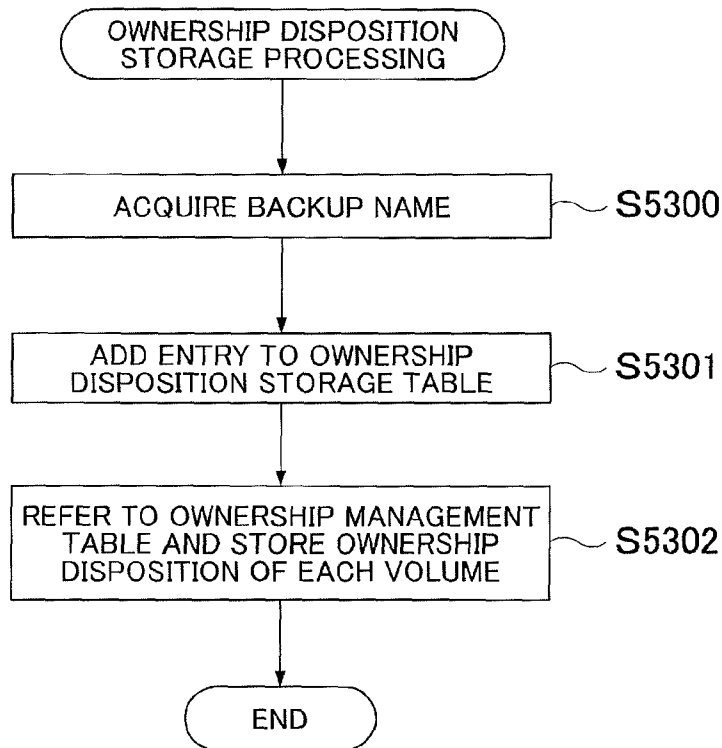 OWNERSHIP DISPOSITION
STORAGE PROCESSING
ACQUIRE BACKUP NAME
S5300
ADD ENTRY TO OWNERSHIP
DISPOSITION STORAGE TABLE
S5301
REFER TO OWNERSHIP MANAGEMENT
TABLE AND STORE OWNERSHIP
DISPOSITION OF EACH VOLUME
S5302
END